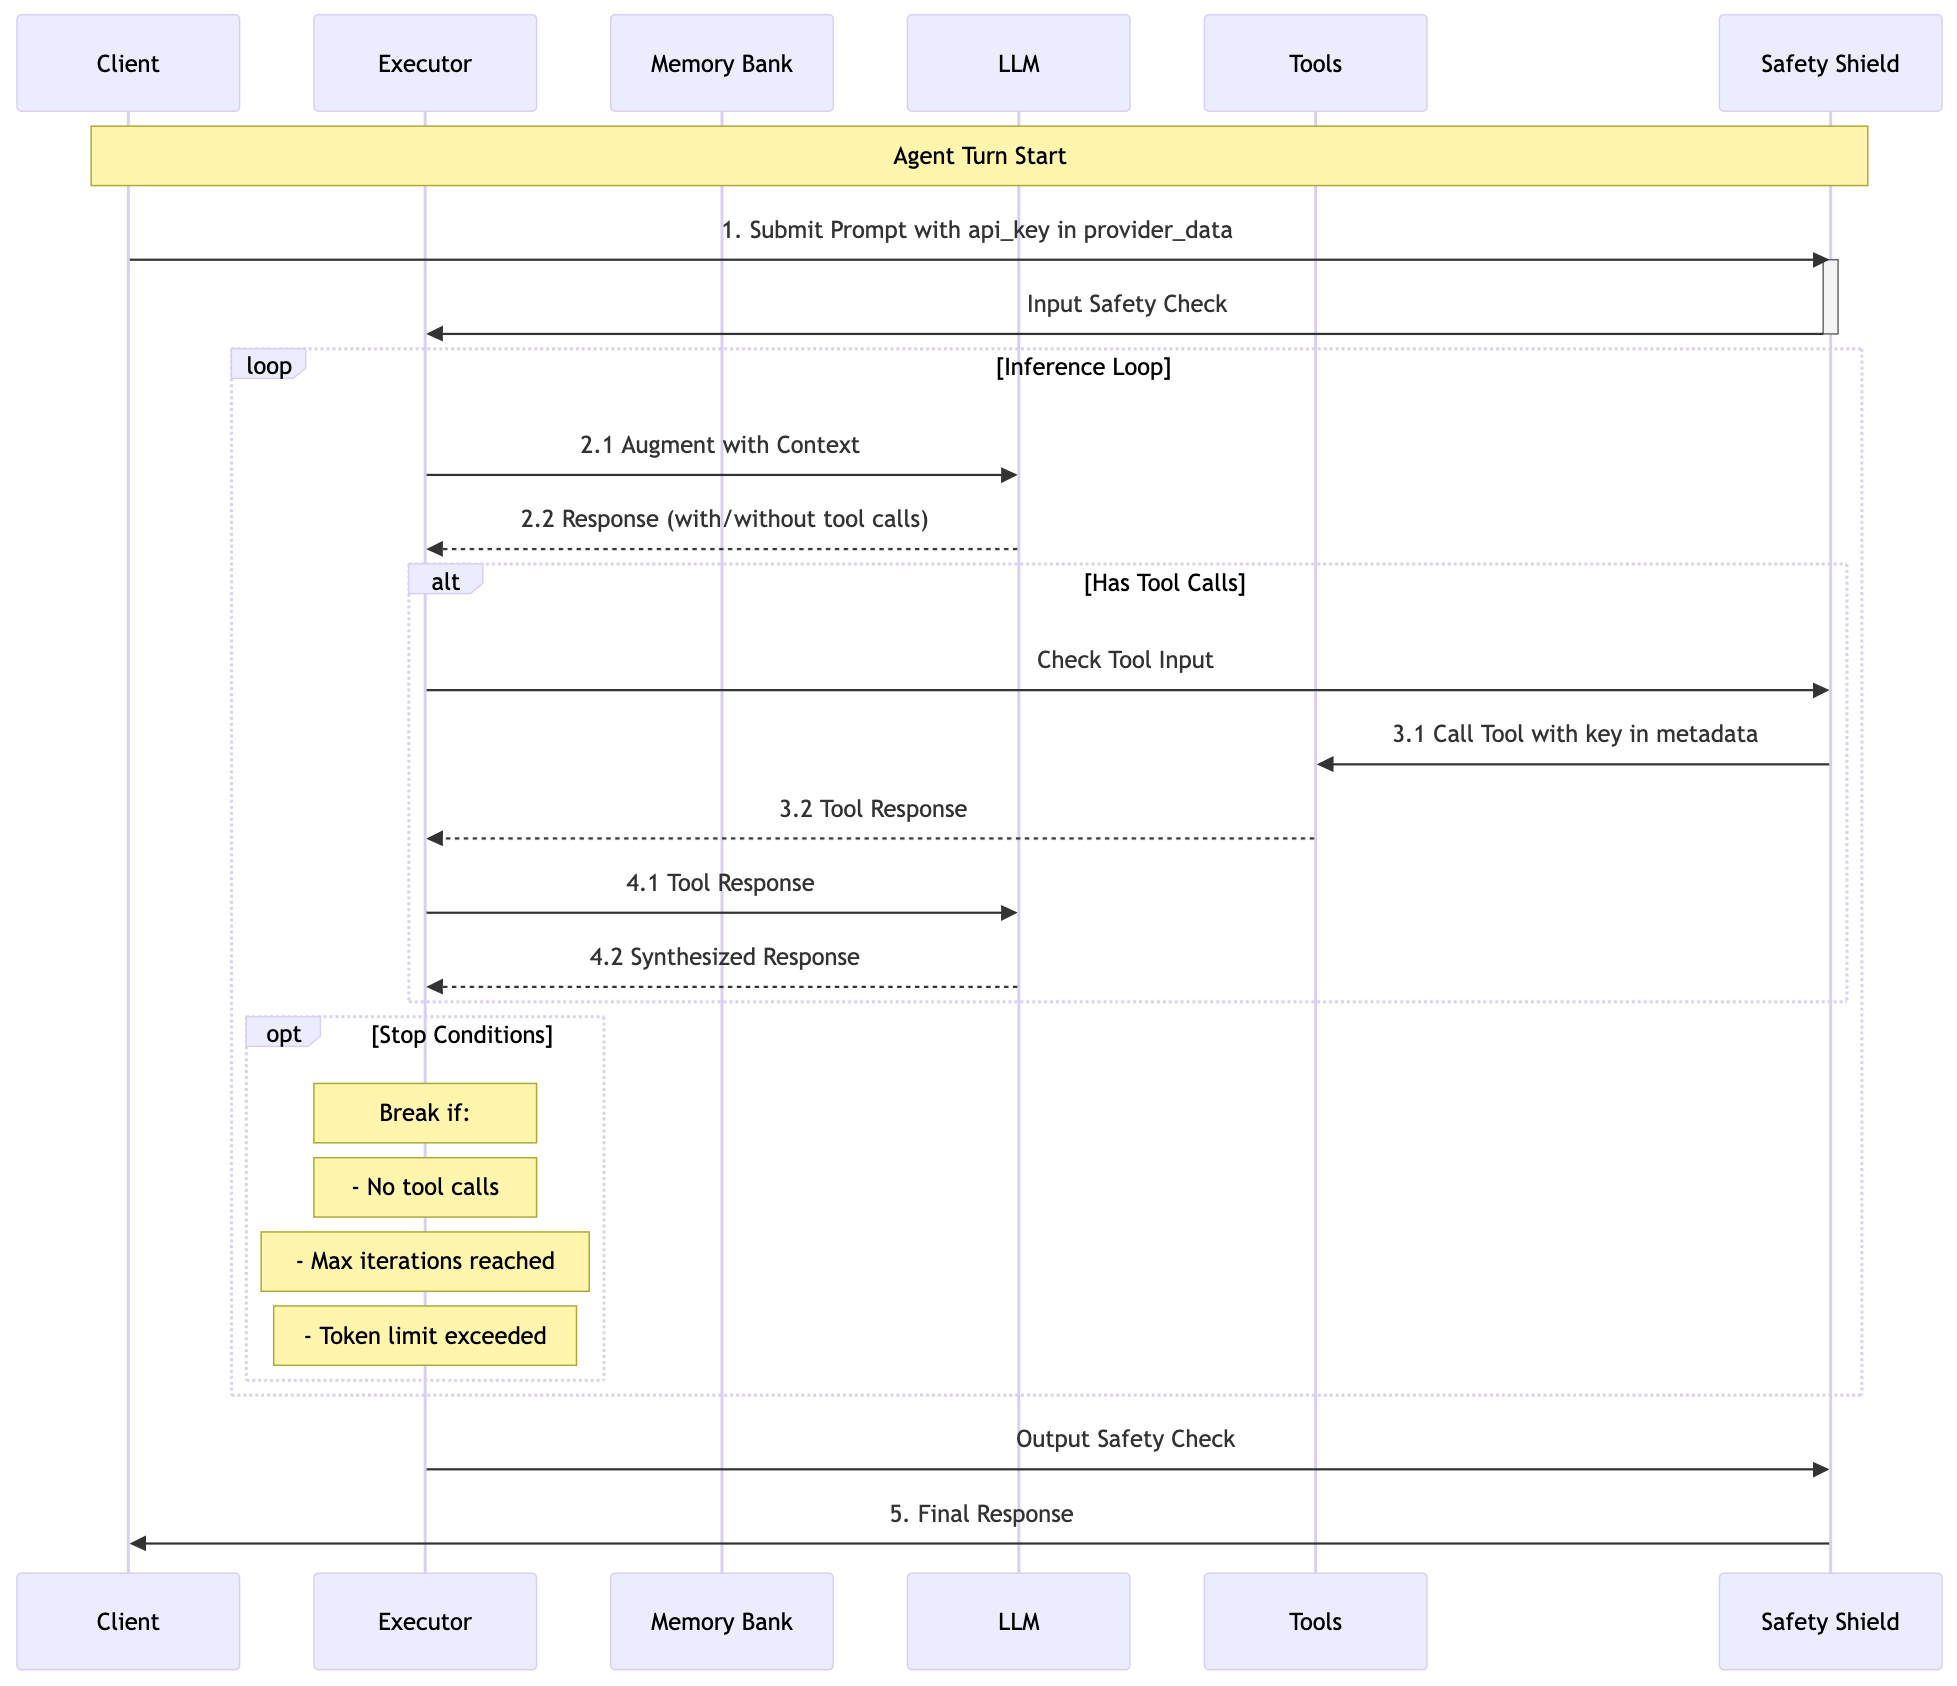 Client
Executor
Memory Bank
LLM
Tools
Safety Shield
Agent Turn Start
1. Submit Prompt with api_key in provider_data
Input Safety Check
loop
[Inference Loop]
2.1 Augment with Context
2.2 Response (with/without tool calls)
alt
[Has Tool Calls]
Check Tool Input
3.1 Call Tool with key in metadata
3.2 Tool Response
4.1 Tool Response
4.2 Synthesized Response
opt
[Stop Conditions]
Break if:
- No tool calls
- Max iterations reached
- Token limit exceeded
Output Safety Check
5. Final Response
Client
Executor
Memory Bank
LLM
Tools
Safety Shield